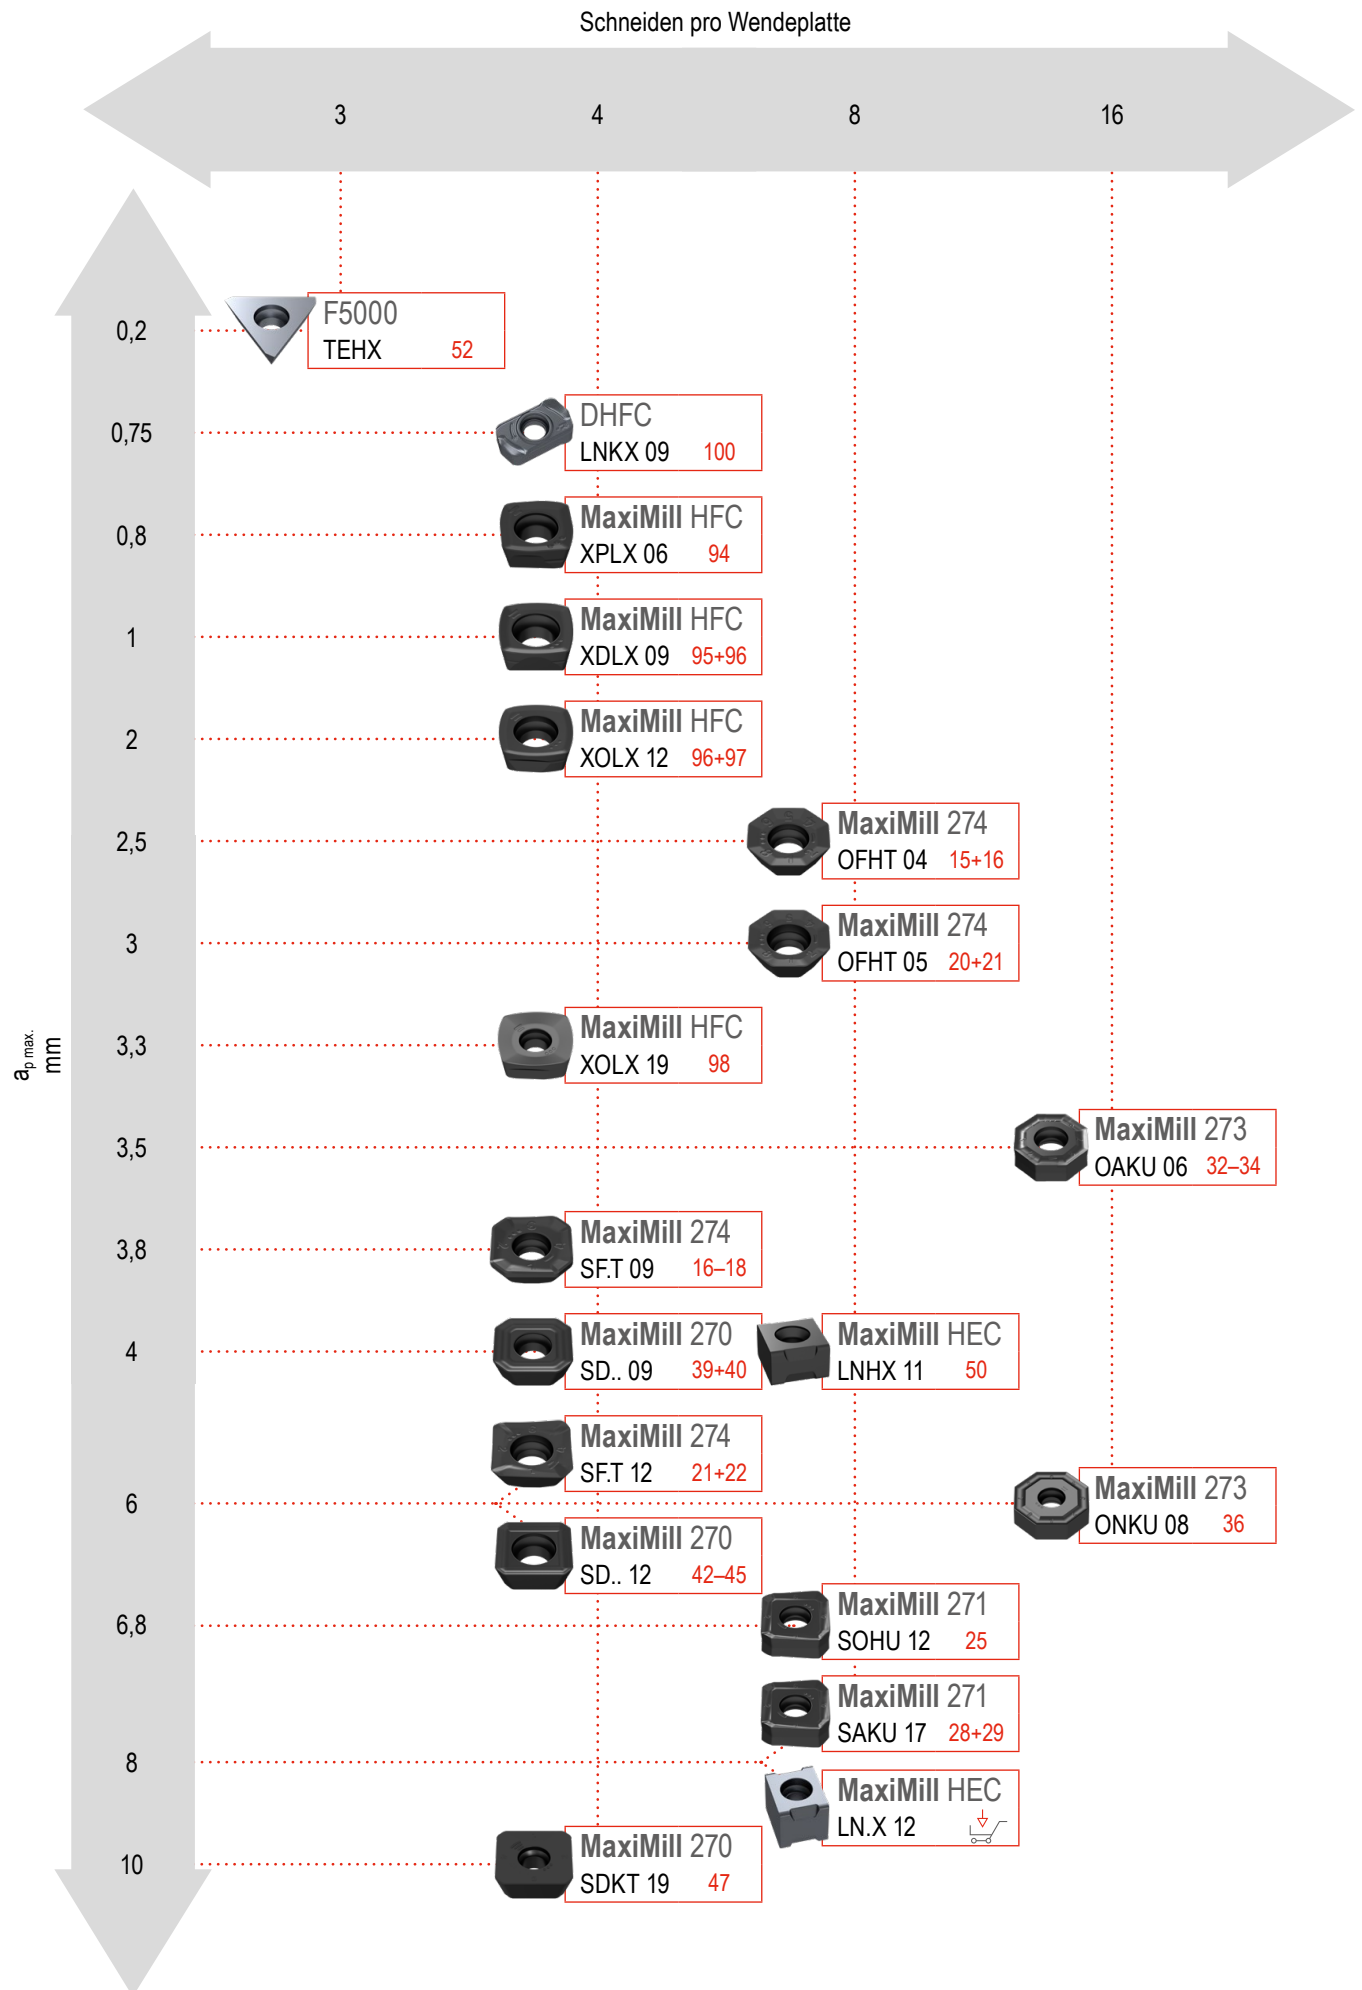 Schneiden pro Wendeplatte
3 4 8 16
ap max.
mm
0,2
F5000
TEHX 52
0,75
DHFC
LNKX 09 100
0,8
MaxiMill HFC
XPLX 06 94
1
MaxiMill HFC
XDLX 09 95+96
2
MaxiMill HFC
XOLX 12 96+97
2,5
MaxiMill 274
OFHT 04 15+16
3
MaxiMill 274
OFHT 05 20+21
3,3
MaxiMill HFC
XOLX 19 98
3,5
MaxiMill 273
OAKU 06 32–34
3,8
MaxiMill 274
SF.T 09 16–18
4
MaxiMill 270
SD.. 09 39+40
MaxiMill HEC
LNHX 11 50
6
MaxiMill 274
SF.T 12 21+22
MaxiMill 270
SD.. 12 42–45
MaxiMill 273
ONKU 08 36
6,8
MaxiMill 271
SOHU 12 25
8
MaxiMill 271
SAKU 17 28+29
MaxiMill HEC
LN.X 12
10
MaxiMill 270
SDKT 19 47